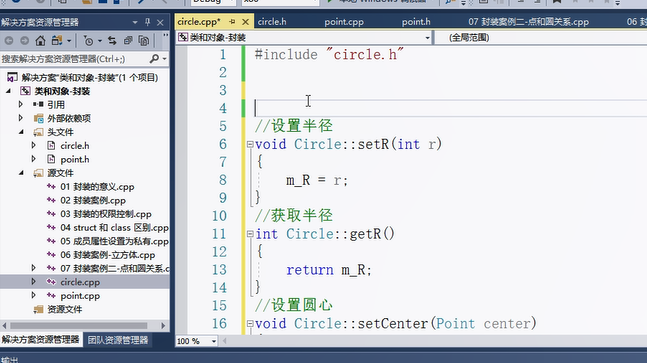 解决方案资源管理器
搜索解决方案资源管理器(Ctrl+;)
解决方案"类和对象-封装"(1 个项目)
类和对象-封装
引用
外部依赖项
头文件
circle.h
point.h
源文件
01 封装的意义.cpp
02 封装案例.cpp
03 封装的权限控制.cpp
04 struct 和 class 区别.cpp
05 成员属性设置为私有.cpp
06 封装案例-立方体.cpp
07 封装案例二-点和圆关系.c
circle.cpp
point.cpp
资源文件
解决方案资源管理器 团队资源管理器
circle.cpp* circle.h point.cpp point.h 07 封装案例二-点和圆关系.cpp 06 封
类和对象-封装 (全局范围)
1 #include "circle.h"
2
3
4
5 //设置半径
6 void Circle::setR(int r)
7 {
8 m_R = r;
9 }
10 //获取半径
11 int Circle::getR()
12 {
13 return m_R;
14 }
15 //设置圆心
16 void Circle::setCenter(Point center)
100 %